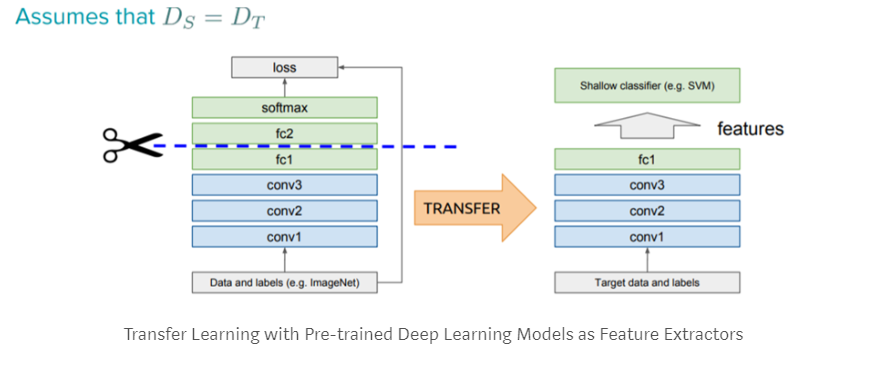 Assumes that D_S = D_T
loss
softmax
fc2
fc1
conv3
conv2
conv1
Data and labels (e.g. ImageNet)
TRANSFER
Shallow classifier (e.g. SVM)
features
fc1
conv3
conv2
conv1
Target data and labels
Transfer Learning with Pre-trained Deep Learning Models as Feature Extractors